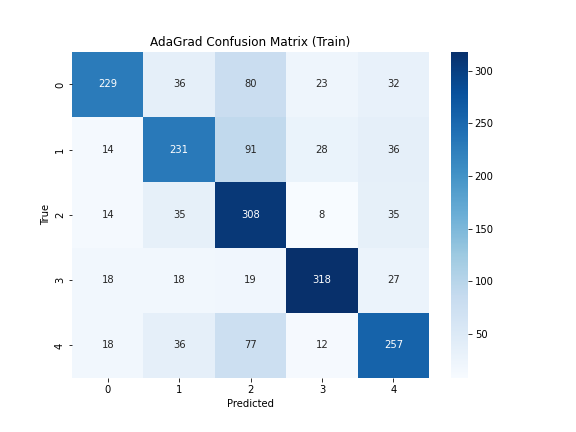 AdaGrad Confusion Matrix (Train)
True
0 229 36 80 23 32
1 14 231 91 28 36
2 14 35 308 8 35
3 18 18 19 318 27
4 18 36 77 12 257
0 1 2 3 4
Predicted
300
250
200
150
100
50